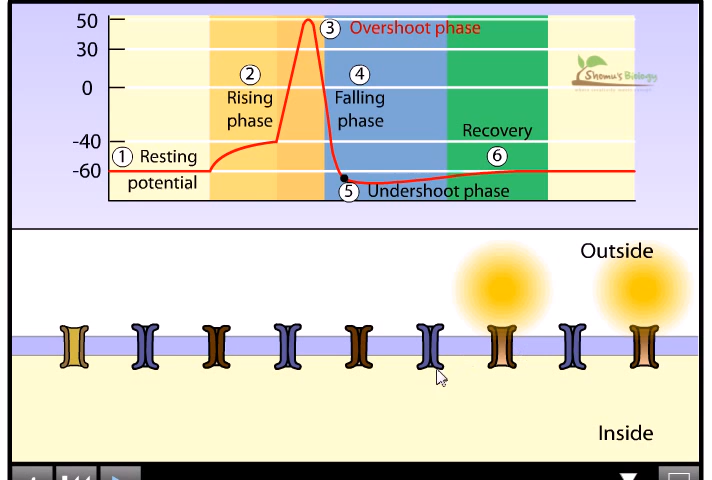 50
30
0
-40
-60
3 Overshoot phase
2
Rising
phase
4
Falling
phase
Shomu's Biology
1 Resting
potential
Recovery
6
5 Undershoot phase
Outside
Inside